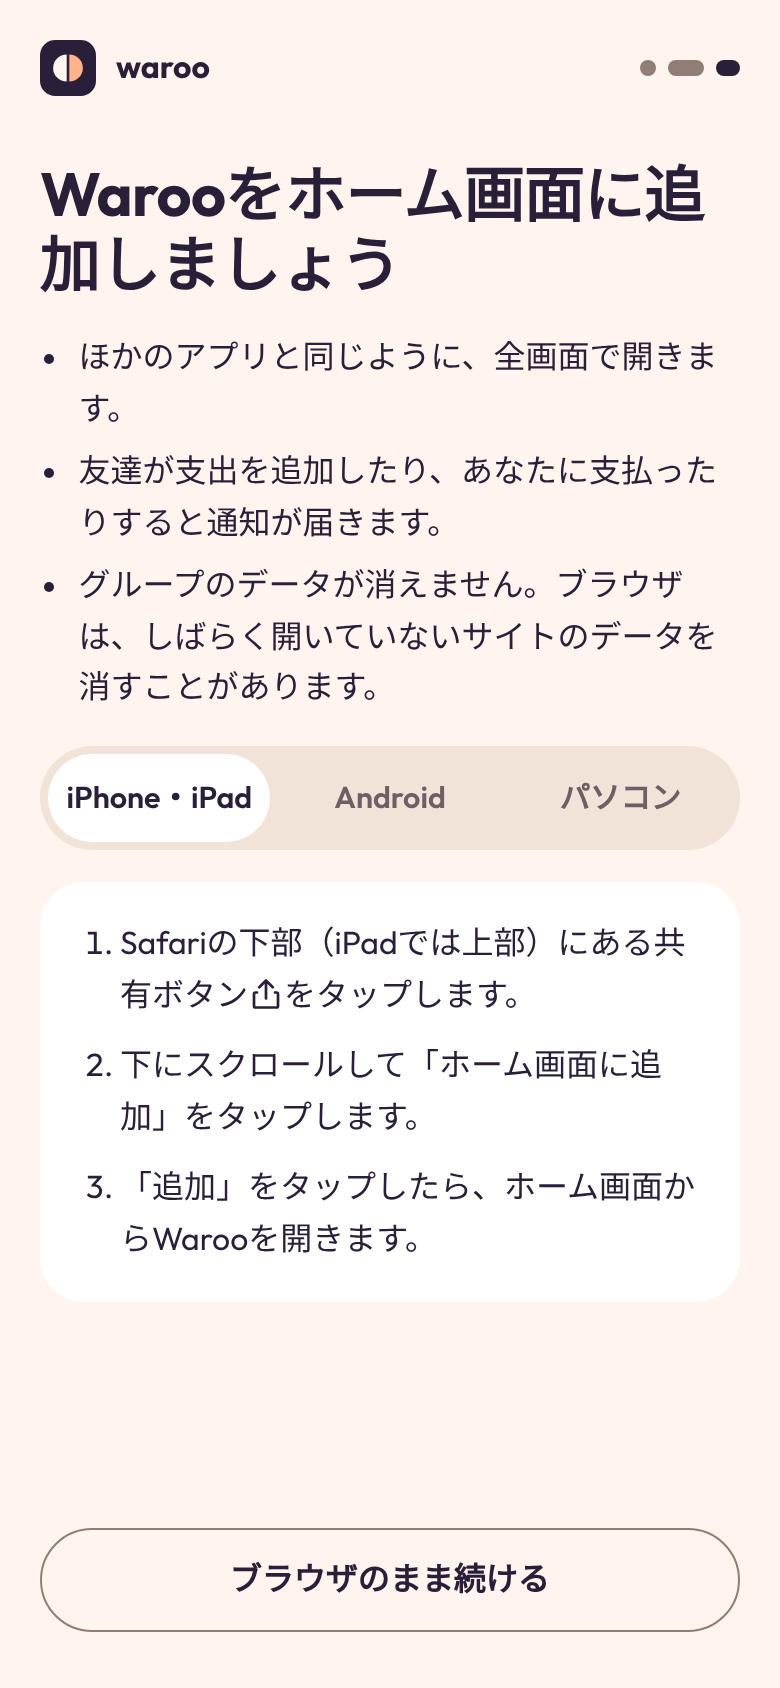 waroo
Warooをホーム画面に追
加しましょう
• ほかのアプリと同じように、全画面で開きま
す。
• 友達が支出を追加したり、あなたに支払った
りすると通知が届きます。
• グループのデータが消えません。ブラウザ
は、しばらく開いていないサイトのデータを
消すことがあります。
iPhone・iPad
Android
パソコン
1. Safariの下部（iPadでは上部）にある共
有ボタンをタップします。
2. 下にスクロールして「ホーム画面に追
加」をタップします。
3. 「追加」をタップしたら、ホーム画面か
らWarooを開きます。
ブラウザのまま続ける